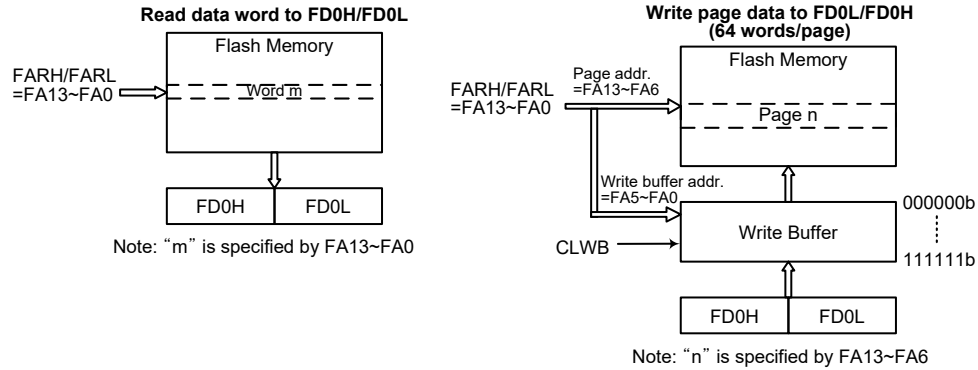 Read data word to FD0H/FD0L
Flash Memory
FARH/FARL
=FA13~FA0
Word m
FD0H
FD0L
Note: “m” is specified by FA13~FA0
Write page data to FD0L/FD0H
(64 words/page)
Flash Memory
Page addr.
=FA13~FA6
FARH/FARL
=FA13~FA0
Page n
Write buffer addr.
=FA5~FA0
000000b
Write Buffer
CLWB
111111b
FD0H
FD0L
Note: “n” is specified by FA13~FA6